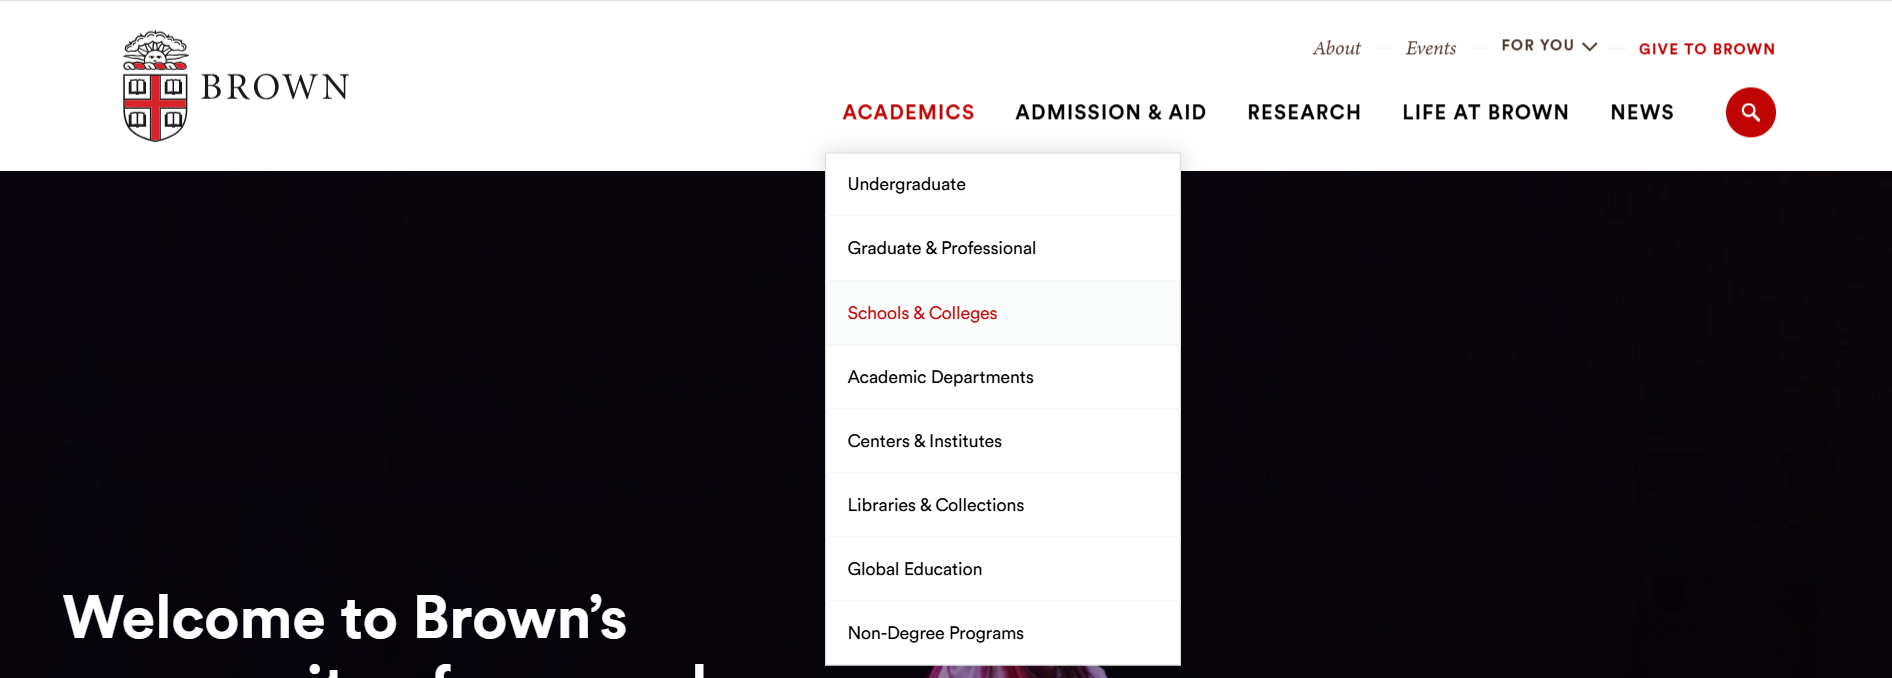 BROWN
About
Events
FOR YOU
GIVE TO BROWN
ACADEMICS
ADMISSION & AID
RESEARCH
LIFE AT BROWN
NEWS
Undergraduate
Graduate & Professional
Schools & Colleges
Academic Departments
Centers & Institutes
Libraries & Collections
Global Education
Non-Degree Programs
Welcome to Brown’s